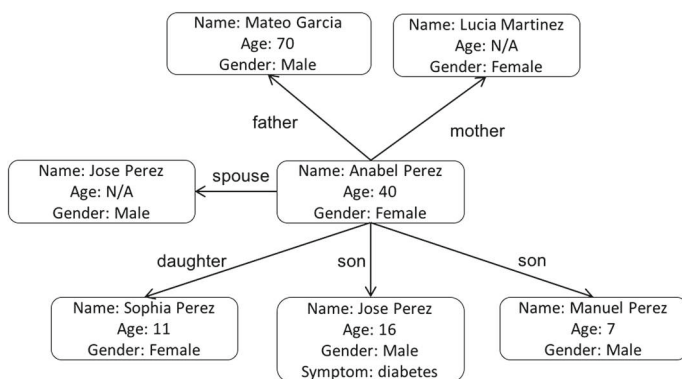 Name: Mateo Garcia
Age: 70
Gender: Male
Name: Lucia Martinez
Age: N/A
Gender: Female
father
mother
Name: Jose Perez
Age: N/A
Gender: Male
spouse
Name: Anabel Perez
Age: 40
Gender: Female
daughter
son
son
Name: Sophia Perez
Age: 11
Gender: Female
Name: Jose Perez
Age: 16
Gender: Male
Symptom: diabetes
Name: Manuel Perez
Age: 7
Gender: Male